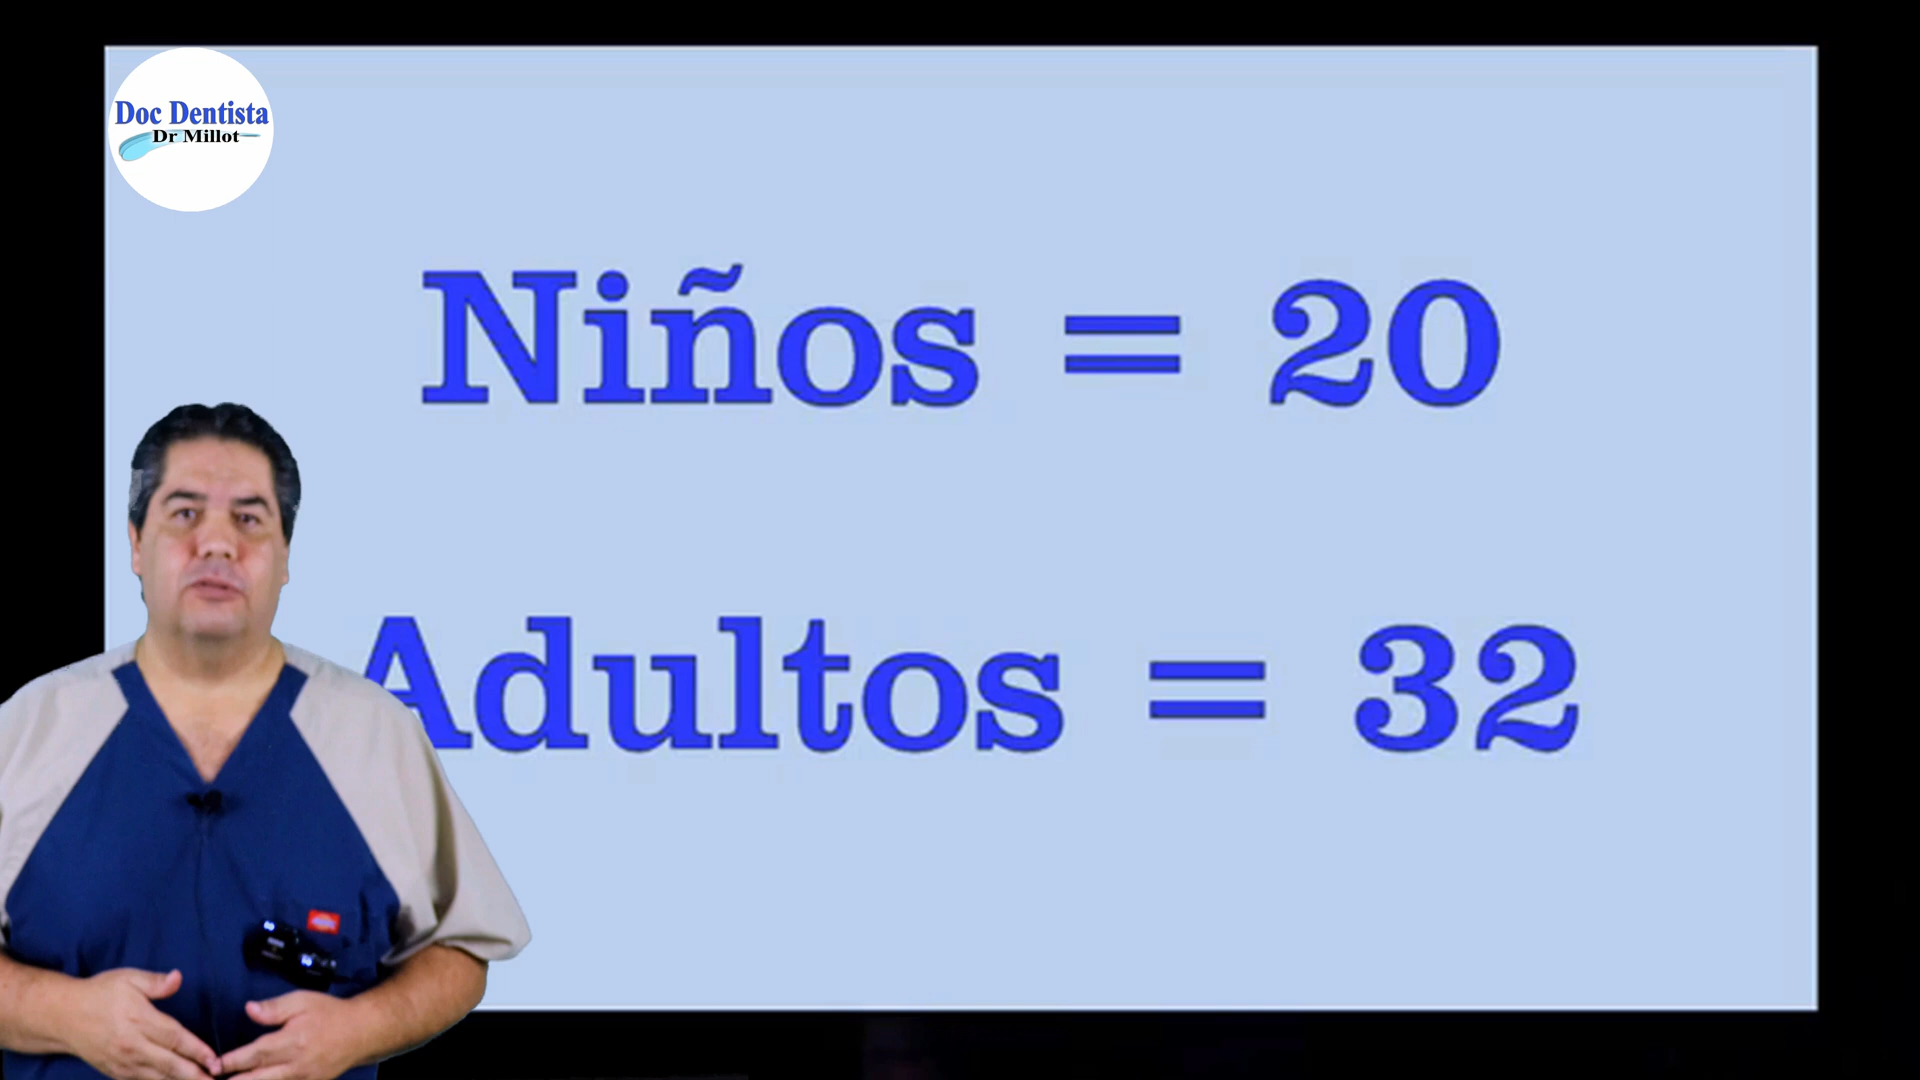 Doc Dentista
Dr Millot
Niños = 20
Adultos = 32